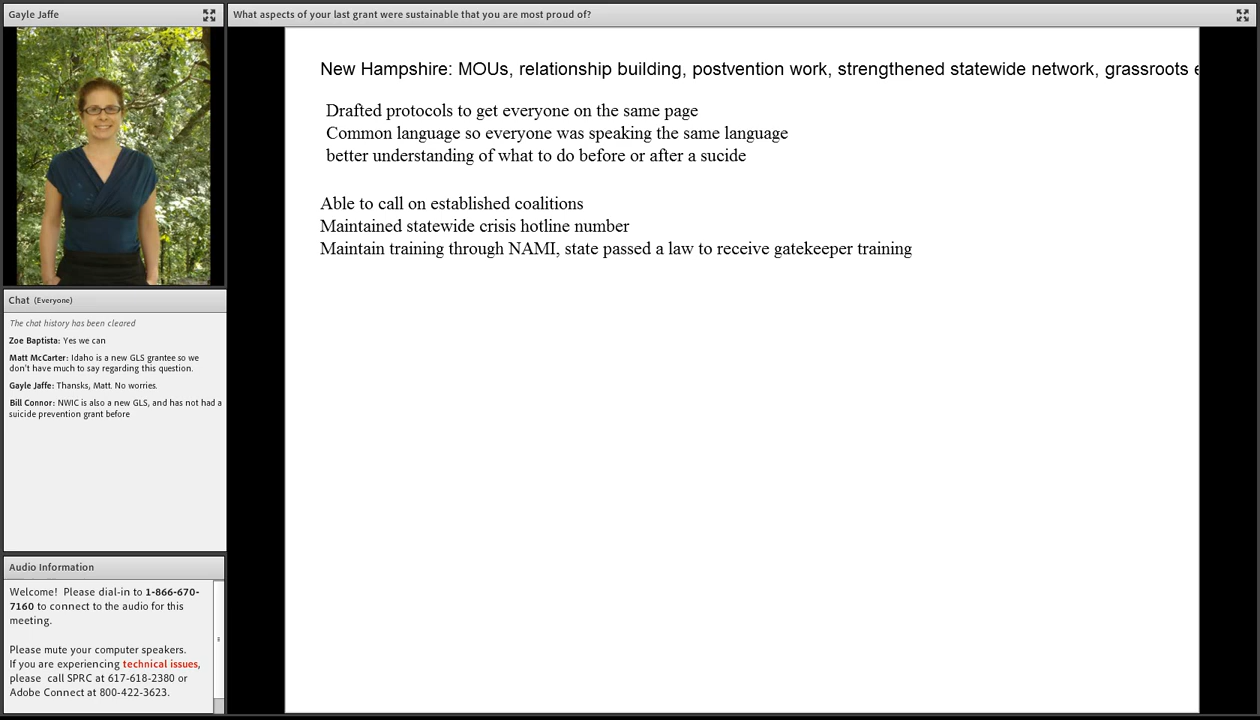 Gayle Jaffe
What aspects of your last grant were sustainable that you are most proud of?
New Hampshire: MOUs, relationship building, postvention work, strengthened statewide network, grassroots
Drafted protocols to get everyone on the same page
Common language so everyone was speaking the same language
better understanding of what to do before or after a sucide
Able to call on established coalitions
Maintained statewide crisis hotline number
Maintain training through NAMI, state passed a law to receive gatekeeper training
Chat (Everyone)
The chat history has been cleared
Zoe Baptista: Yes we can
Matt McCarter: Idaho is a new GLS grantee so we
don't have much to say regarding this question.
Gayle Jaffe: Thansks, Matt. No worries.
Bill Connor: NWIC is also a new GLS, and has not had a
suicide prevention grant before
Audio Information
Welcome! Please dial-in to 1-866-670-
7160 to connect to the audio for this
meeting.
Please mute your computer speakers.
If you are experiencing technical issues,
please call SPRC at 617-618-2380 or
Adobe Connect at 800-422-3623.